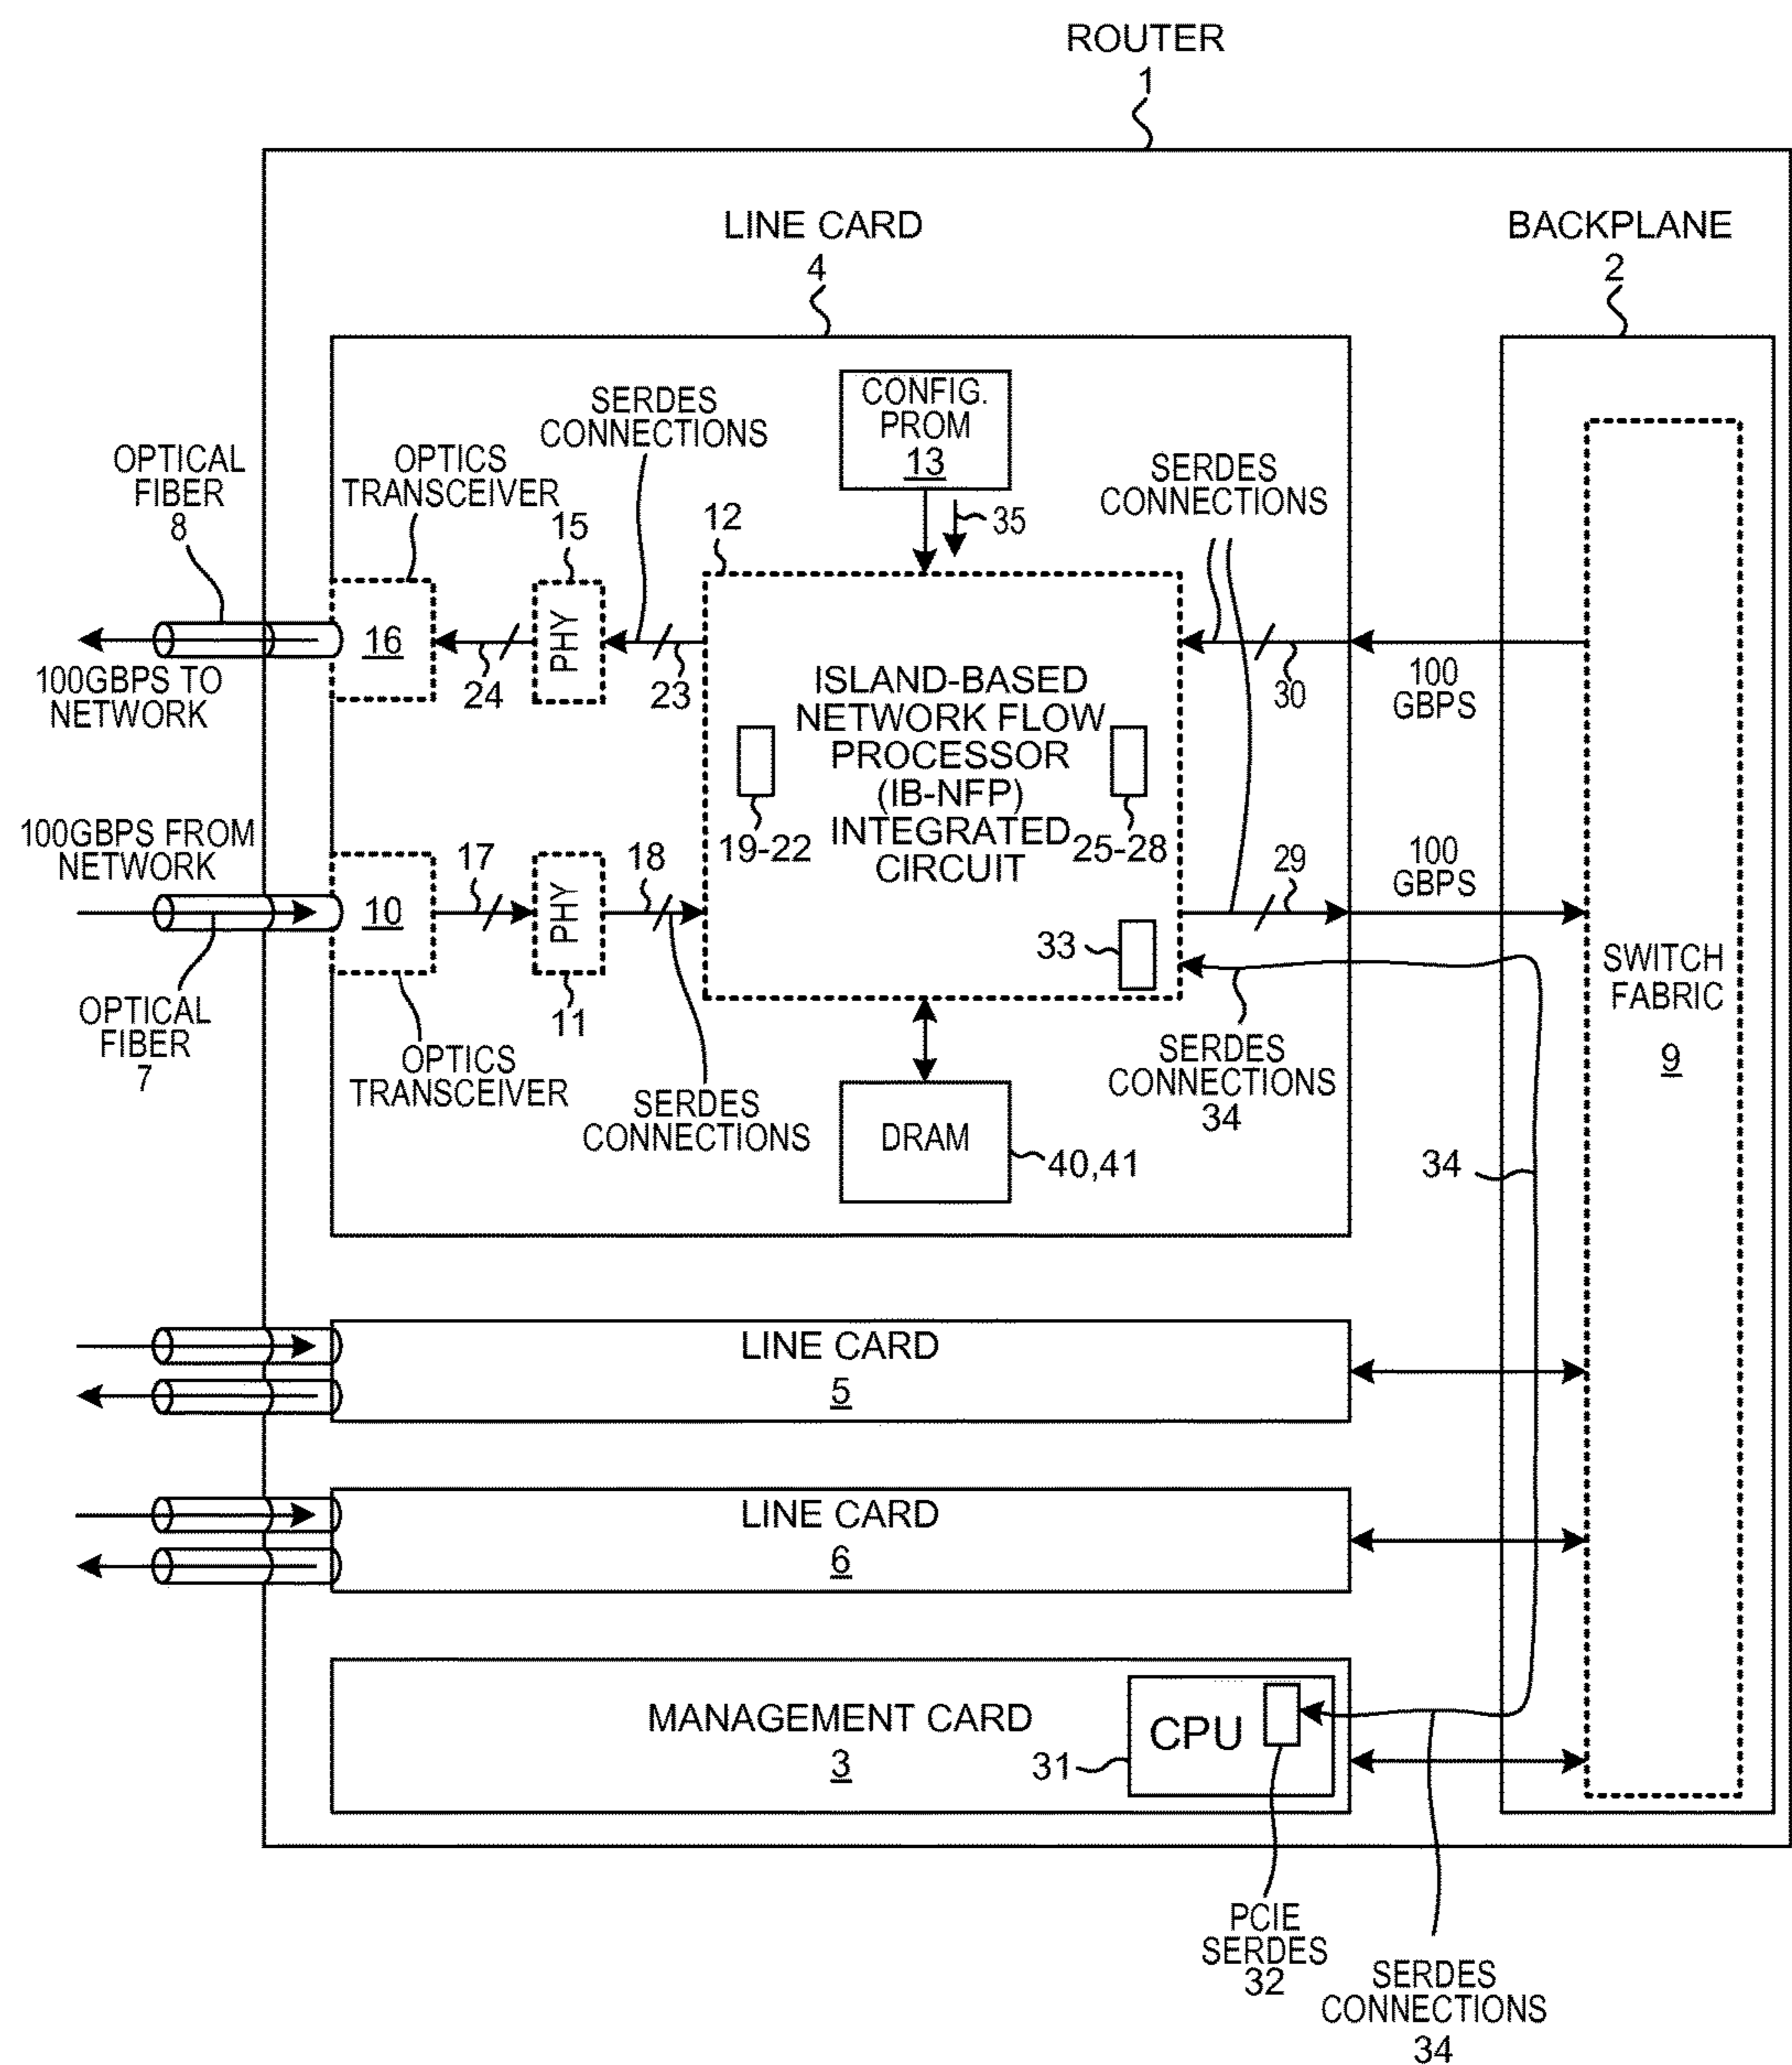 ROUTER
1
LINE CARD
4
BACKPLANE
2
CONFIG.
PROM
13
35
SERDES
CONNECTIONS
OPTICS
TRANSCEIVER
OPTICAL
FIBER
8
15
12
SERDES
CONNECTIONS
16
PHY
24
23
30
100
GBPS
100GBPS TO
NETWORK
ISLAND-BASED
NETWORK FLOW
PROCESSOR
(IB-NFP)
INTEGRATED
CIRCUIT
19-22
25-28
100GBPS FROM
NETWORK
17
18
29
100
GBPS
10
PHY
11
33
SWITCH
FABRIC
9
OPTICAL
FIBER
7
OPTICS
TRANSCEIVER
SERDES
CONNECTIONS
SERDES
CONNECTIONS
34
DRAM
40,41
34
LINE CARD
5
LINE CARD
6
MANAGEMENT CARD
3
31
CPU
PCIE
SERDES
32
SERDES
CONNECTIONS
34